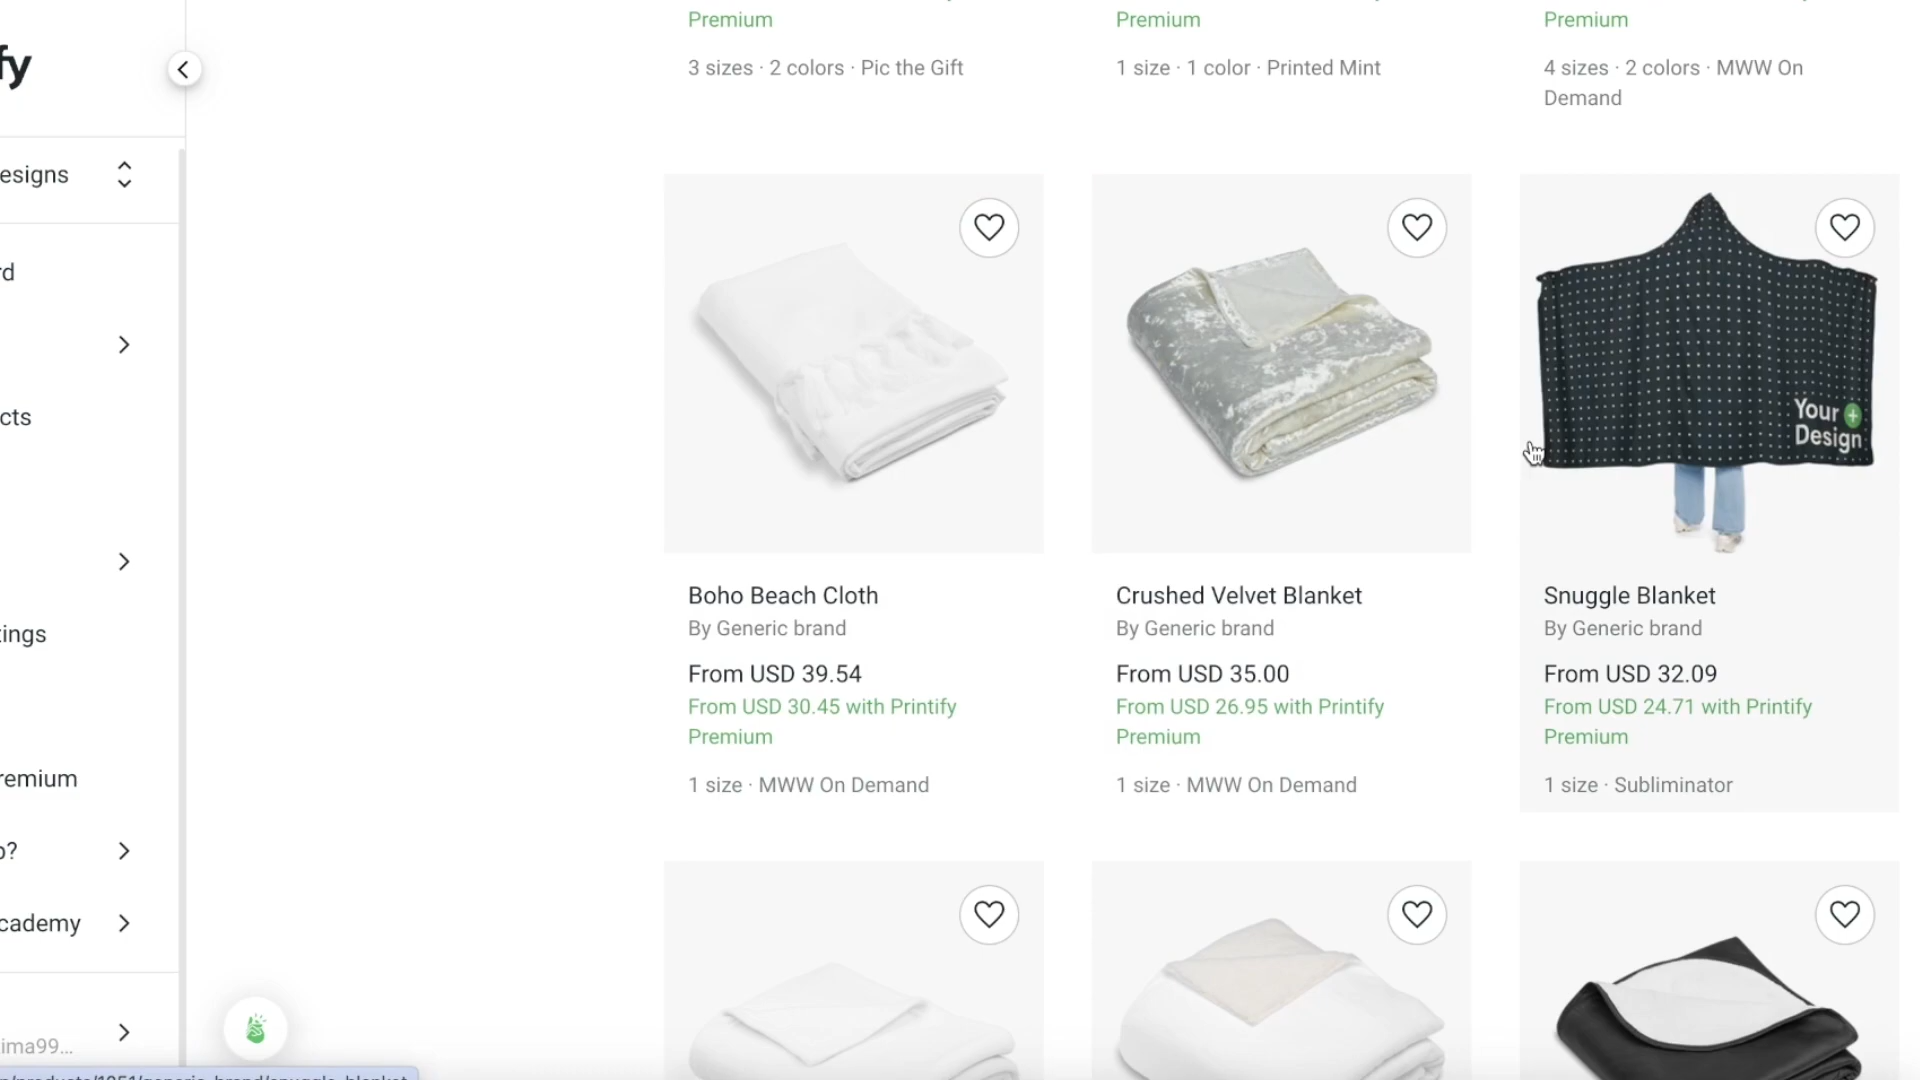 Premium
Premium
Premium
fy
3 sizes · 2 colors · Pic the Gift
1 size · 1 color · Printed Mint
4 sizes · 2 colors · MWW On
Demand
esigns
rd
cts
tings
remium
p?
cademy
ima99...
Your
Design
Boho Beach Cloth
By Generic brand
From USD 39.54
From USD 30.45 with Printify
Premium
1 size · MWW On Demand
Crushed Velvet Blanket
By Generic brand
From USD 35.00
From USD 26.95 with Printify
Premium
1 size · MWW On Demand
Snuggle Blanket
By Generic brand
From USD 32.09
From USD 24.71 with Printify
Premium
1 size · Subliminator